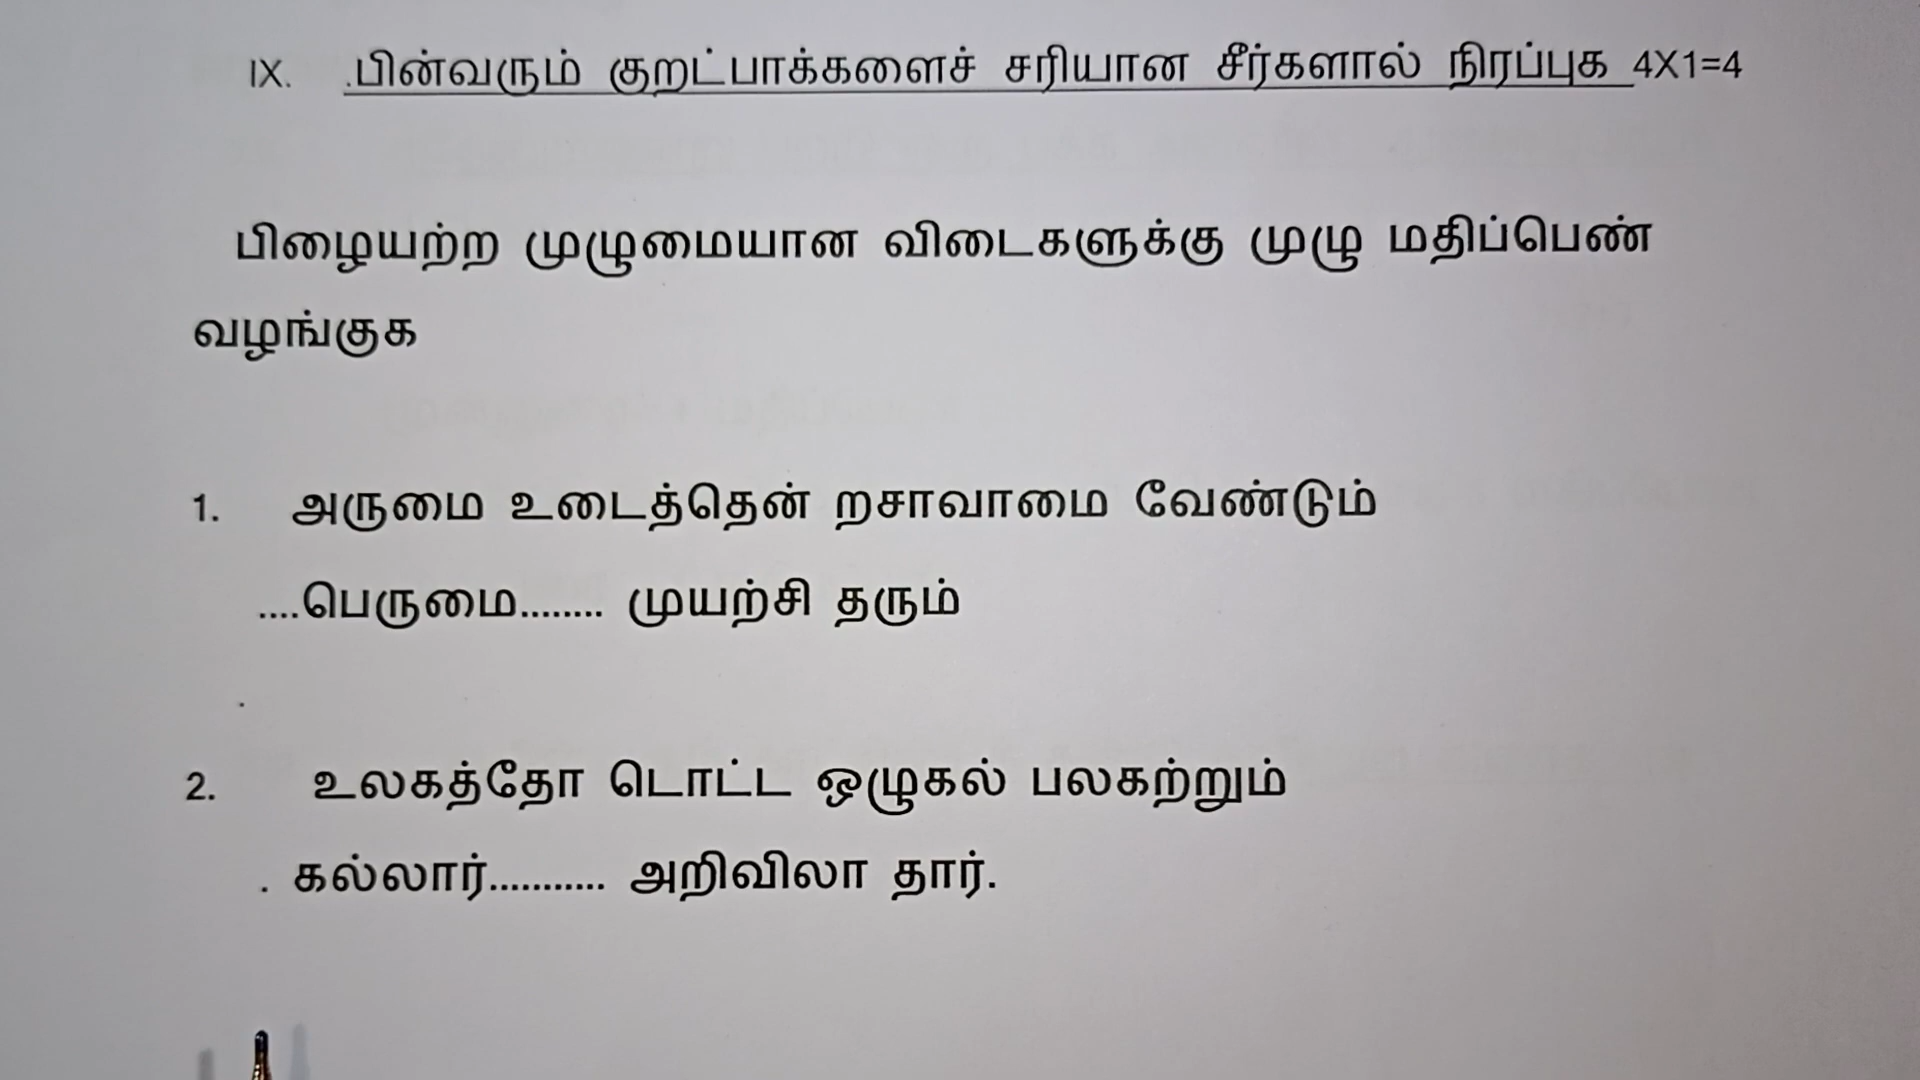 IX. .பின்வரும் குறட்பாக்களைச் சரியான சீர்களால் நிரப்புக 4X1=4
பிழையற்ற முழுமையான விடைகளுக்கு முழு மதிப்பெண்
வழங்குக
1. அருமை உடைத்தென் றசாவாமை வேண்டும்
....பெருமை........ முயற்சி தரும்
.
2. உலகத்தோ டொட்ட ஒழுகல் பலகற்றும்
. கல்லார்........... அறிவிலா தார்.